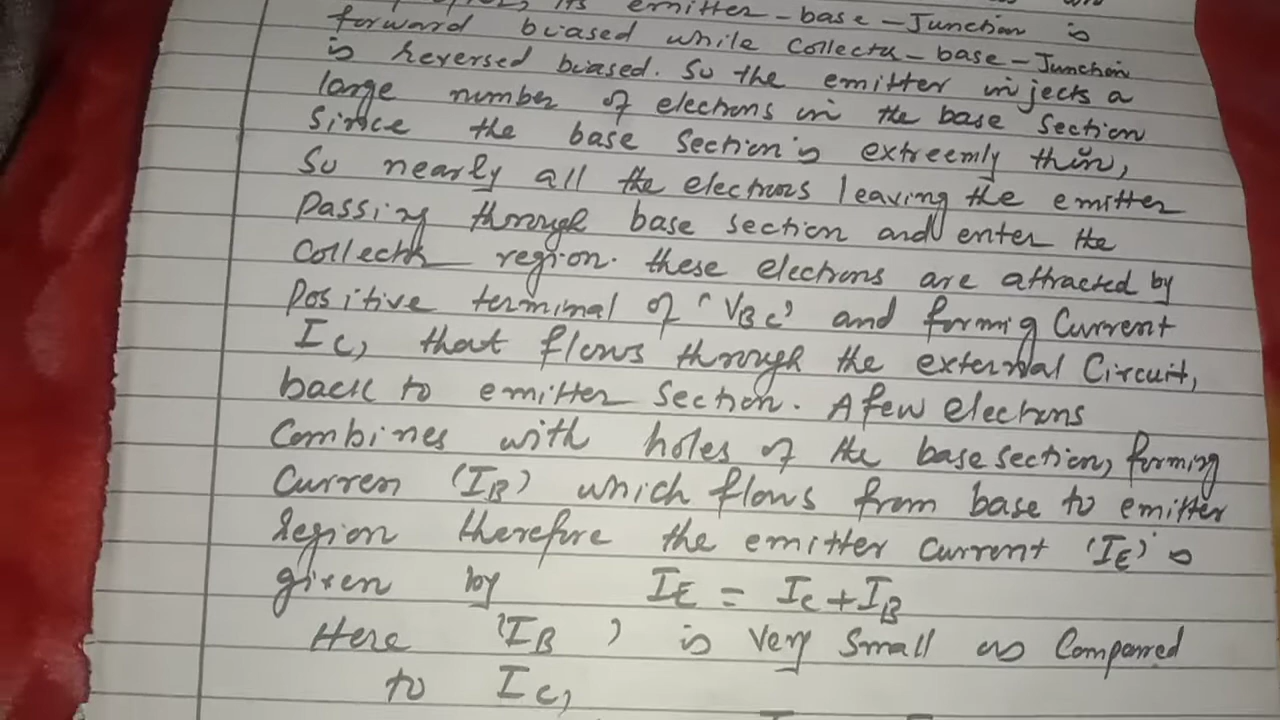 its emitter-base-Junction is
forward biased while Collector-base-Junction
is reversed biased. So the emitter injects a
large number of electrons in the base section
Since the base section is extreemly thin,
So nearly all the electrons leaving the emitter
Passing through base section and enter the
Collector region. these electrons are attracted by
Positive terminal of "VBC" and forming Current
IC, that flows through the external Circuit,
back to emitter section. A few electrons
Combines with holes of the base section, forming
Curren (IB) which flows from base to emitter
Region therefore the emitter current 'IE' is
given by IE = IC + IB
Here 'IB' is very small as Compared
to IC,